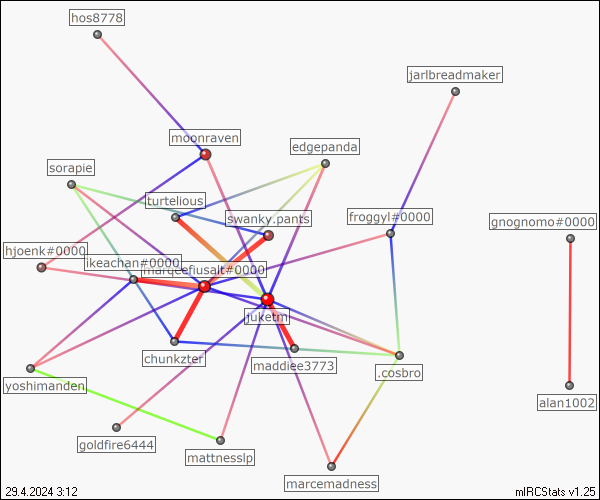 hos8778
jarlbreadmaker
moonraven
edgepanda
sorapie
turtelious
swanky.pants
froggyl#0000
gnognomo#0000
hjoenk#0000
ikeachan#0000
marqeefiusalt#0000
juketm
chunkzter
maddiee3773
.cosbro
yoshimanden
alan1002
goldfire6444
mattnesslp
marcemadness
29.4.2024 3:12
mIRCStats v1.25